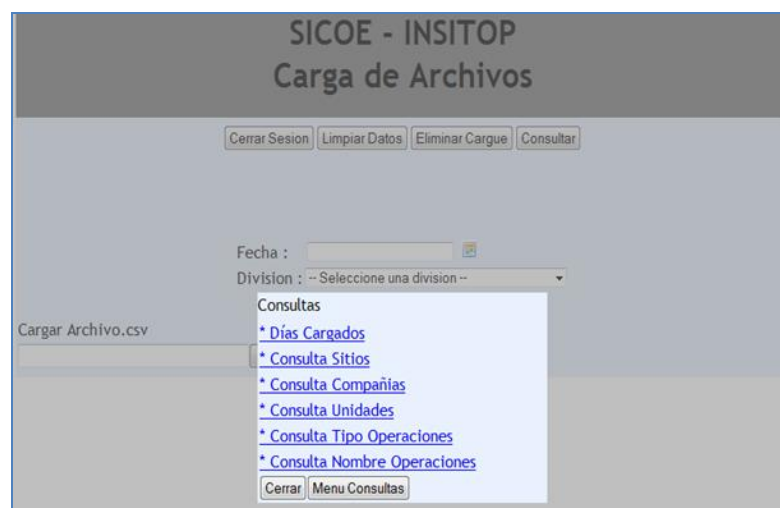 SICOE - INSITOP
Carga de Archivos
Cerrar Sesion Limpiar Datos Eliminar Cargue Consultar
Fecha :
Division : -- Seleccione una division --
Consultas
Cargar Archivo.csv
* Días Cargados
* Consulta Sitios
* Consulta Compañias
* Consulta Unidades
* Consulta Tipo Operaciones
* Consulta Nombre Operaciones
Cerrar Menu Consultas